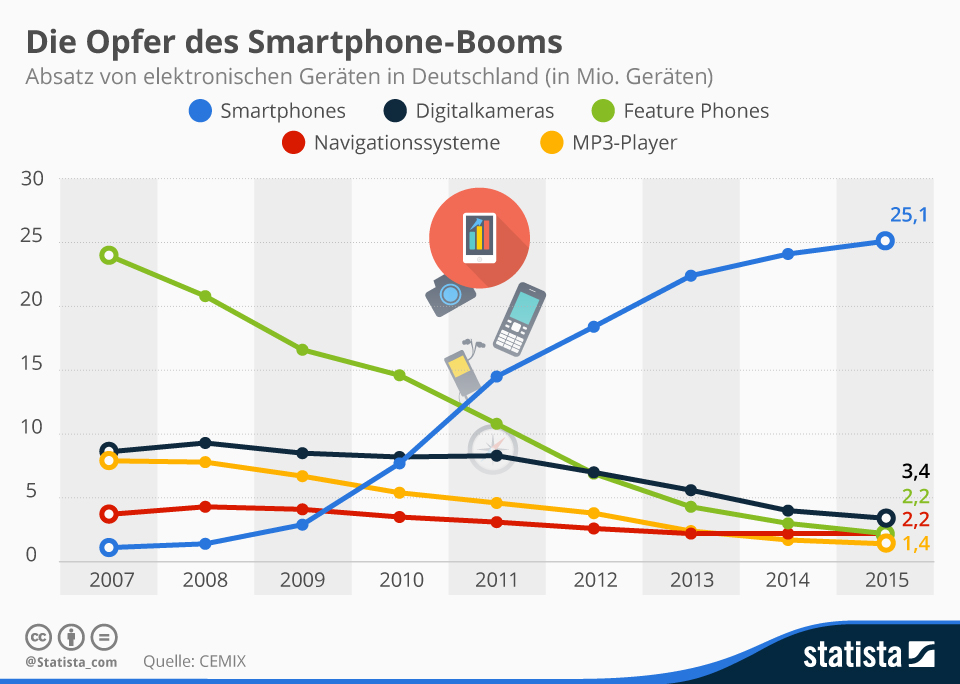 Die Opfer des Smartphone-Booms
Absatz von elektronischen Geräten in Deutschland (in Mio. Geräten)
Smartphones Digitalkameras Feature Phones
Navigationssysteme MP3-Player
30
25
20
15
10
5
0
25,1
3,4
2,2
2,2
1,4
2007 2008 2009 2010 2011 2012 2013 2014 2015
cc
@Statista_com Quelle: CEMIX
statista